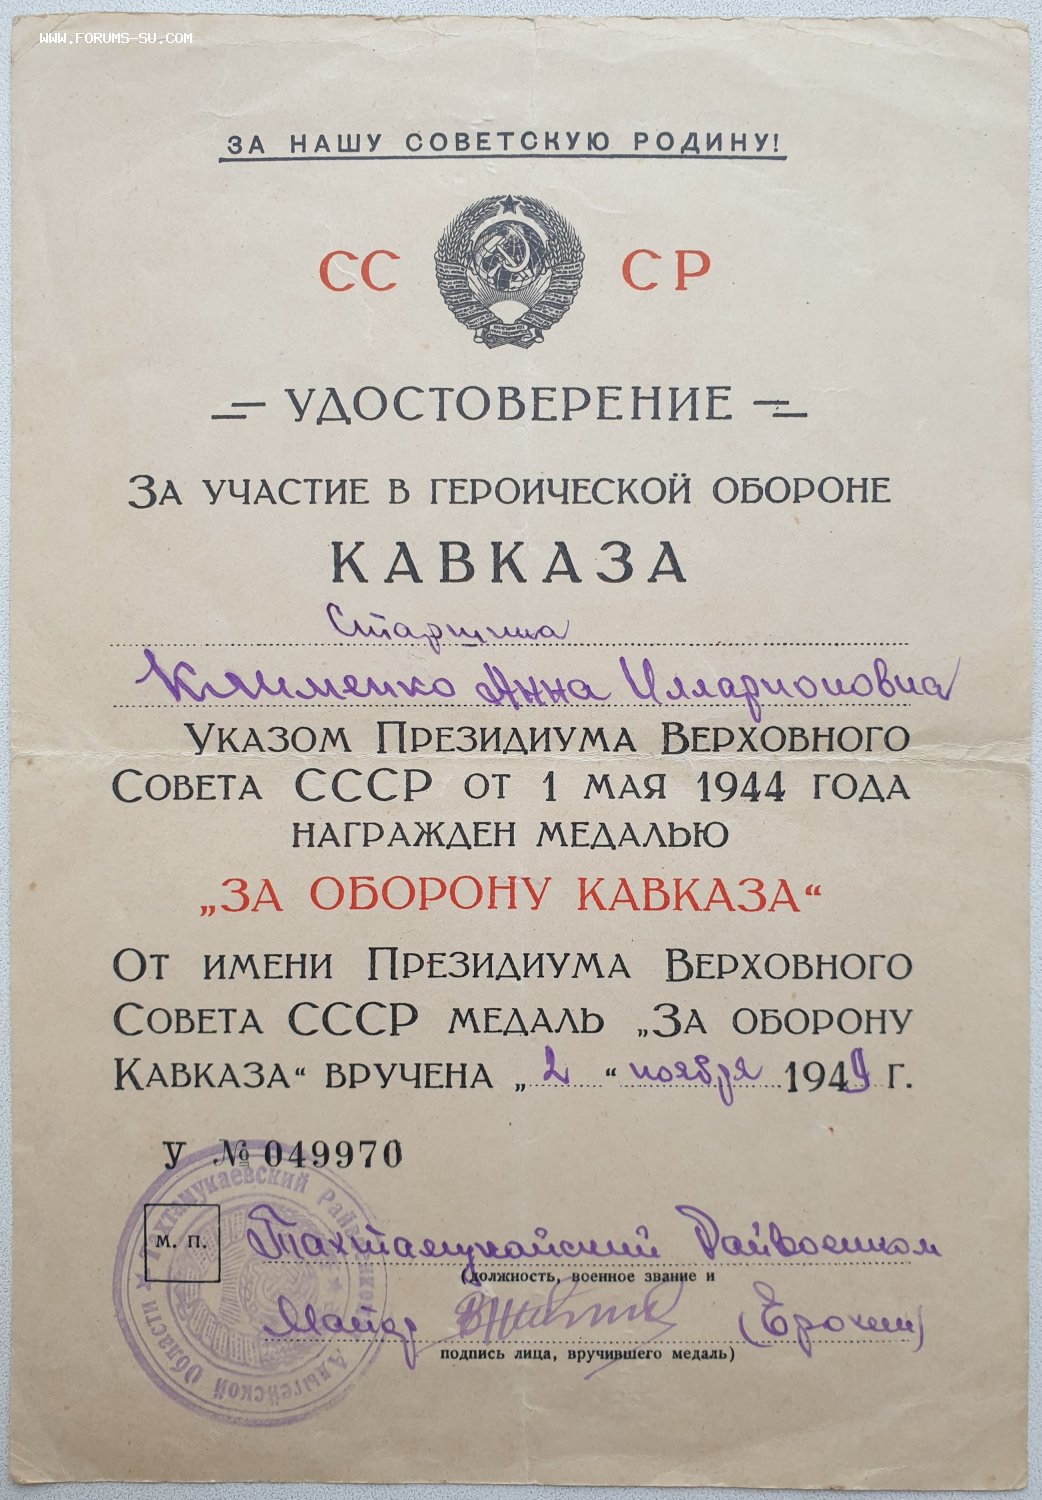 WWW.FORUMS-SU.COM
ЗА НАШУ СОВЕТСКУЮ РОДИНУ!
СС СР
УДОСТОВЕРЕНИЕ
ЗА УЧАСТИЕ В ГЕРОИЧЕСКОЙ ОБОРОНЕ
КАВКАЗА
Старшина
Клименко Анна Илларионовна
УКАЗОМ ПРЕЗИДИУМА ВЕРХОВНОГО
СОВЕТА СССР ОТ 1 МАЯ 1944 ГОДА
НАГРАЖДЕН МЕДАЛЬЮ
„ЗА ОБОРОНУ КАВКАЗА“
ОТ ИМЕНИ ПРЕЗИДИУМА ВЕРХОВНОГО
СОВЕТА СССР МЕДАЛЬ „ЗА ОБОРОНУ
КАВКАЗА“ ВРУЧЕНА „2“ ноября 1949 Г.
У № 049970
М. П.
Тахтамукайский Райвоенком
(должность, военное звание и
Майор (Ерохин)
подпись лица, вручившего медаль)
Адыгейской Области